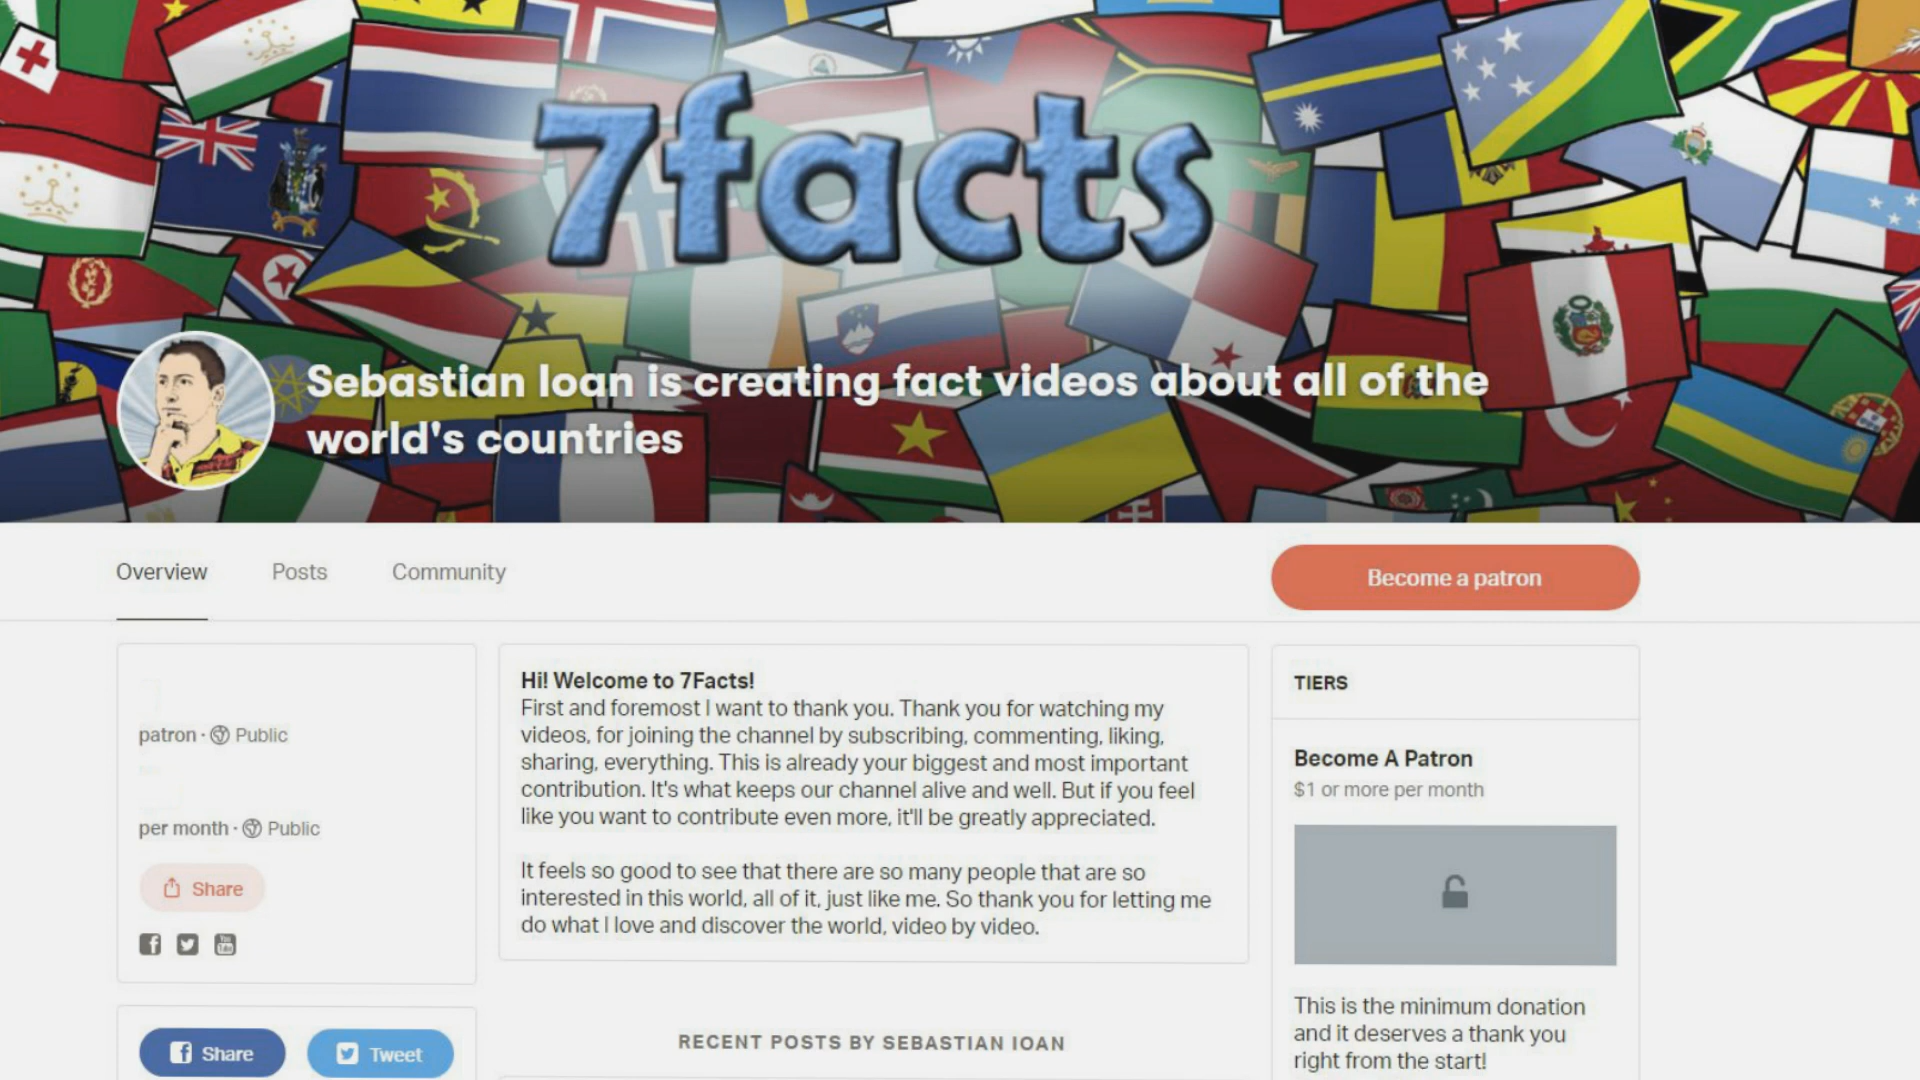 7facts
Sebastian Ioan is creating fact videos about all of the
world's countries
Overview
Posts
Community
Become a patron
patron · Public
per month · Public
Share
Share
Tweet
Hi! Welcome to 7Facts!
First and foremost I want to thank you. Thank you for watching my
videos, for joining the channel by subscribing, commenting, liking,
sharing, everything. This is already your biggest and most important
contribution. It's what keeps our channel alive and well. But if you feel
like you want to contribute even more, it'll be greatly appreciated.
It feels so good to see that there are so many people that are so
interested in this world, all of it, just like me. So thank you for letting me
do what I love and discover the world, video by video.
RECENT POSTS BY SEBASTIAN IOAN
TIERS
Become A Patron
$1 or more per month
This is the minimum donation
and it deserves a thank you
right from the start!